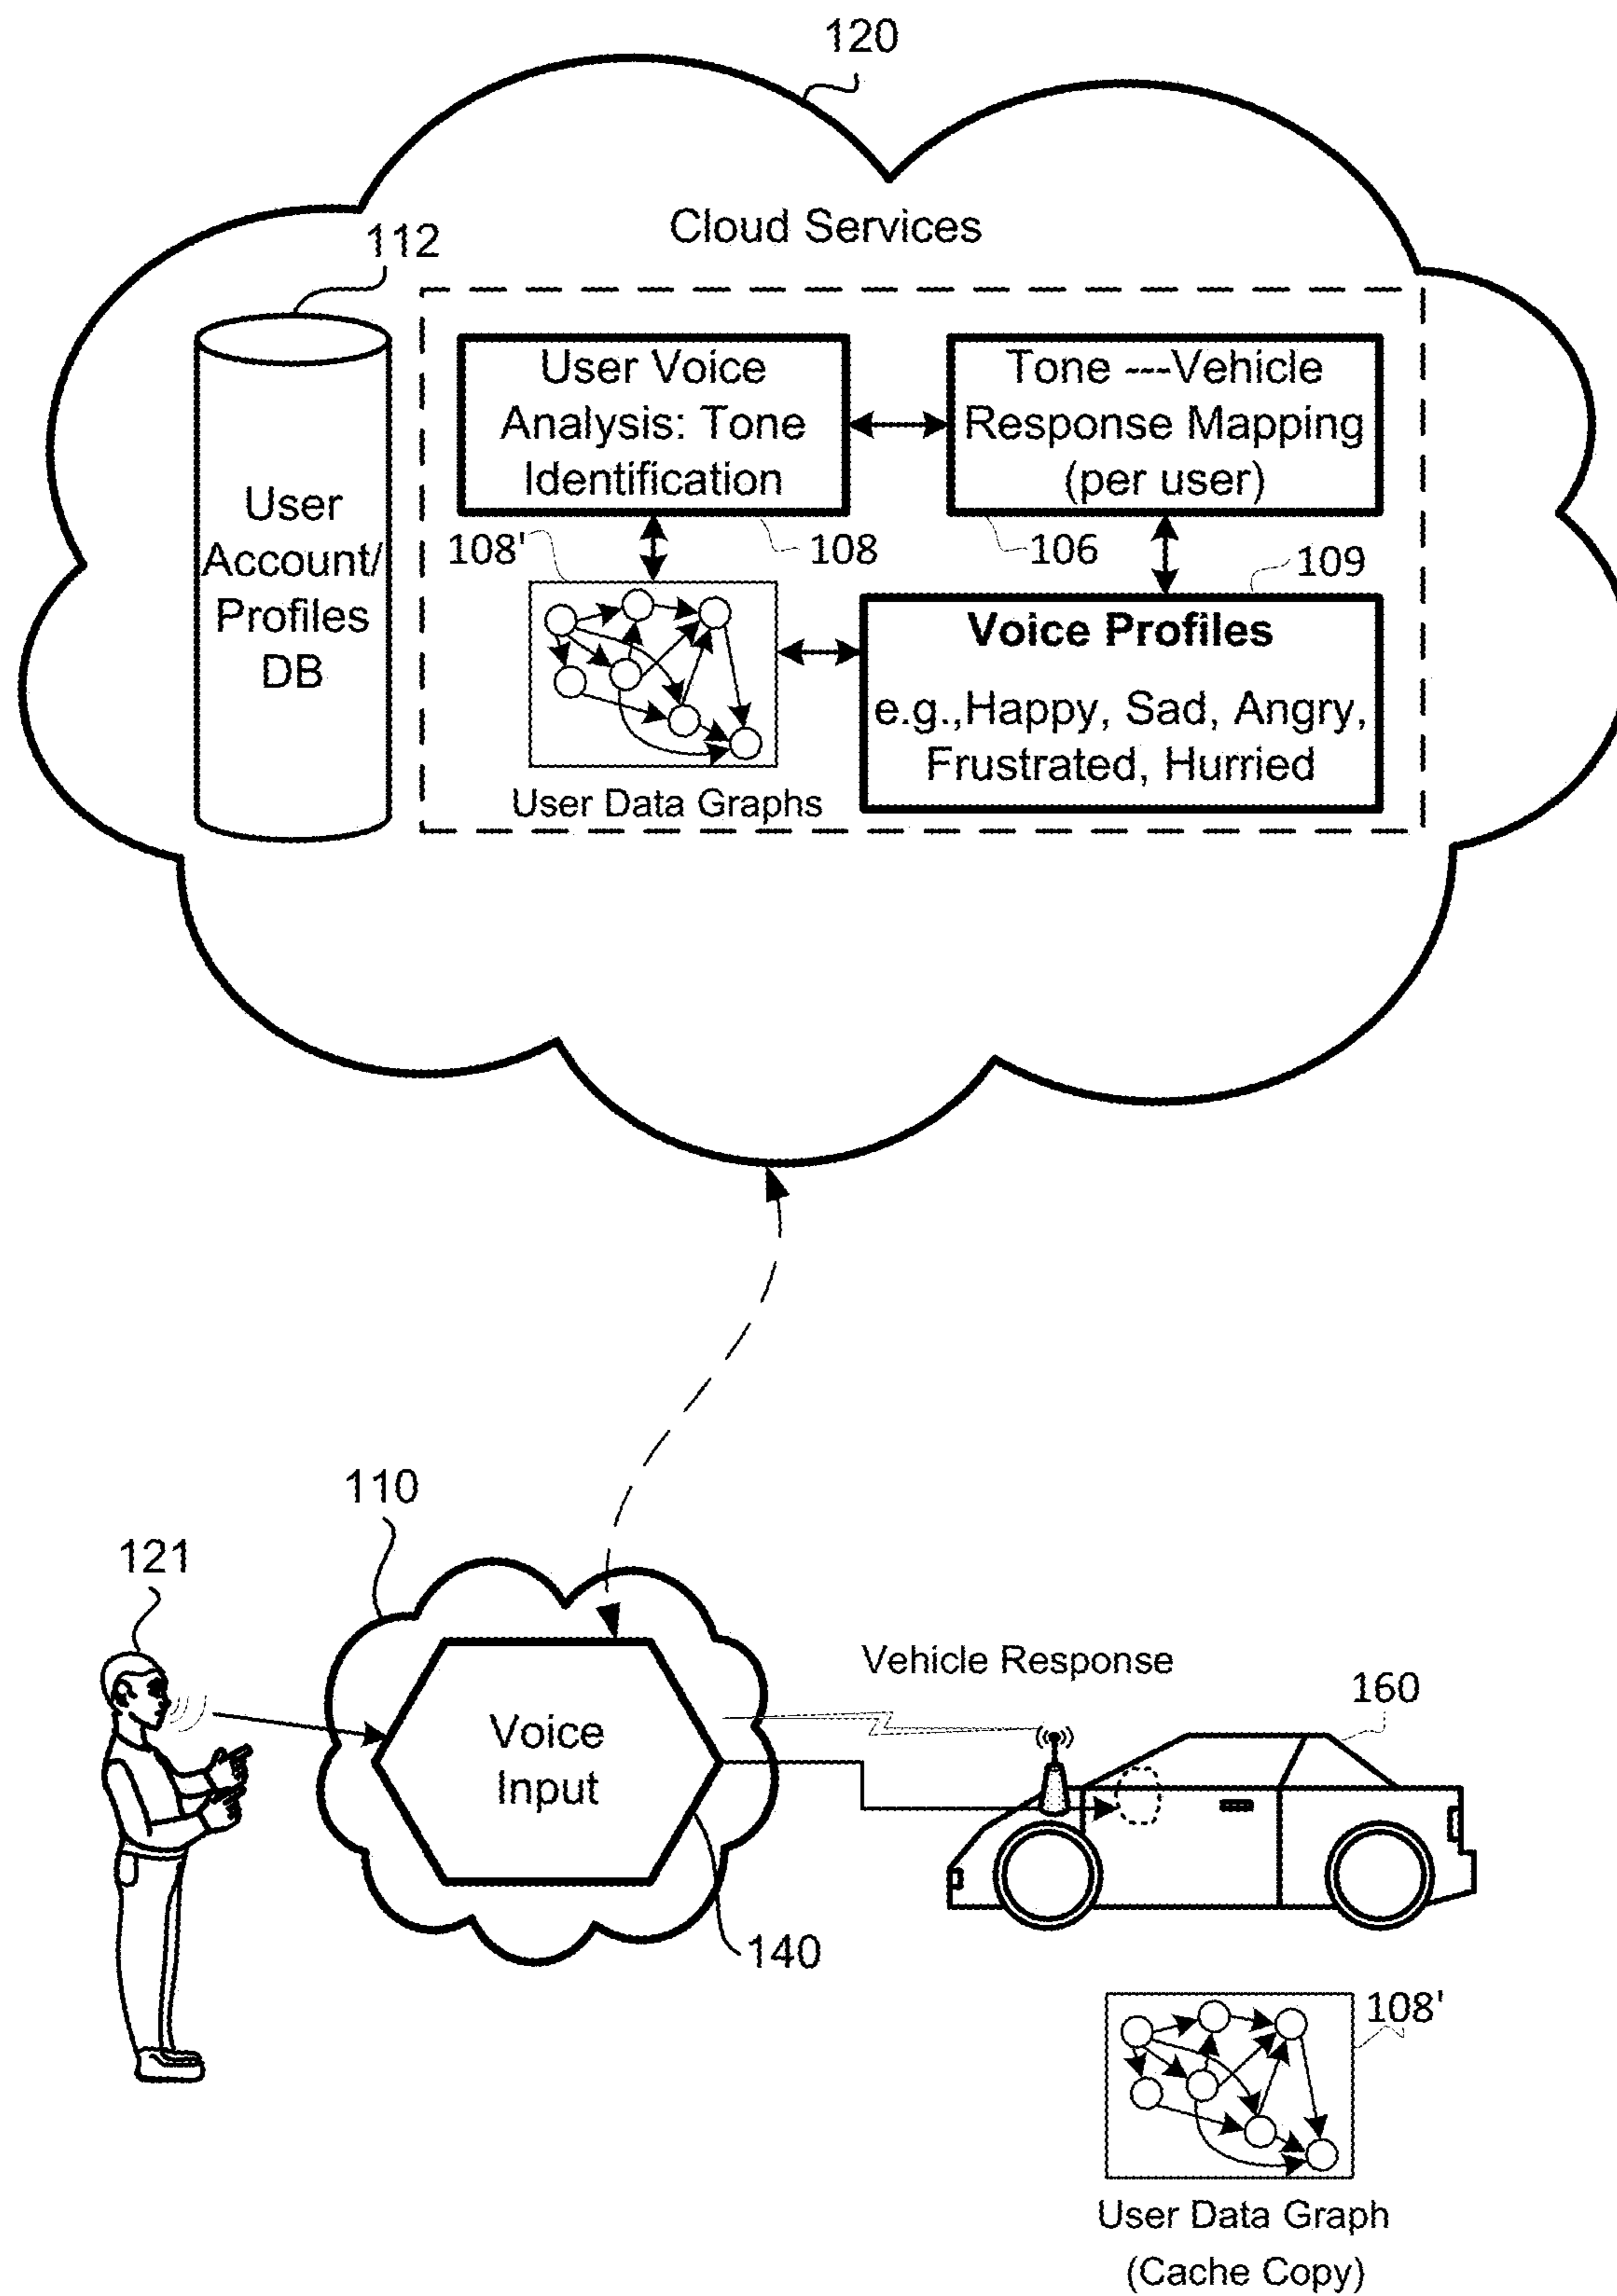 120
Cloud Services
112
User Voice
Analysis: Tone
Identification
Tone ---Vehicle
Response Mapping
(per user)
User
Account/
Profiles
DB
108'
108
106
109
Voice Profiles
e.g.,Happy, Sad, Angry,
Frustrated, Hurried
User Data Graphs
110
121
Voice
Input
Vehicle Response
160
140
108'
User Data Graph
(Cache Copy)